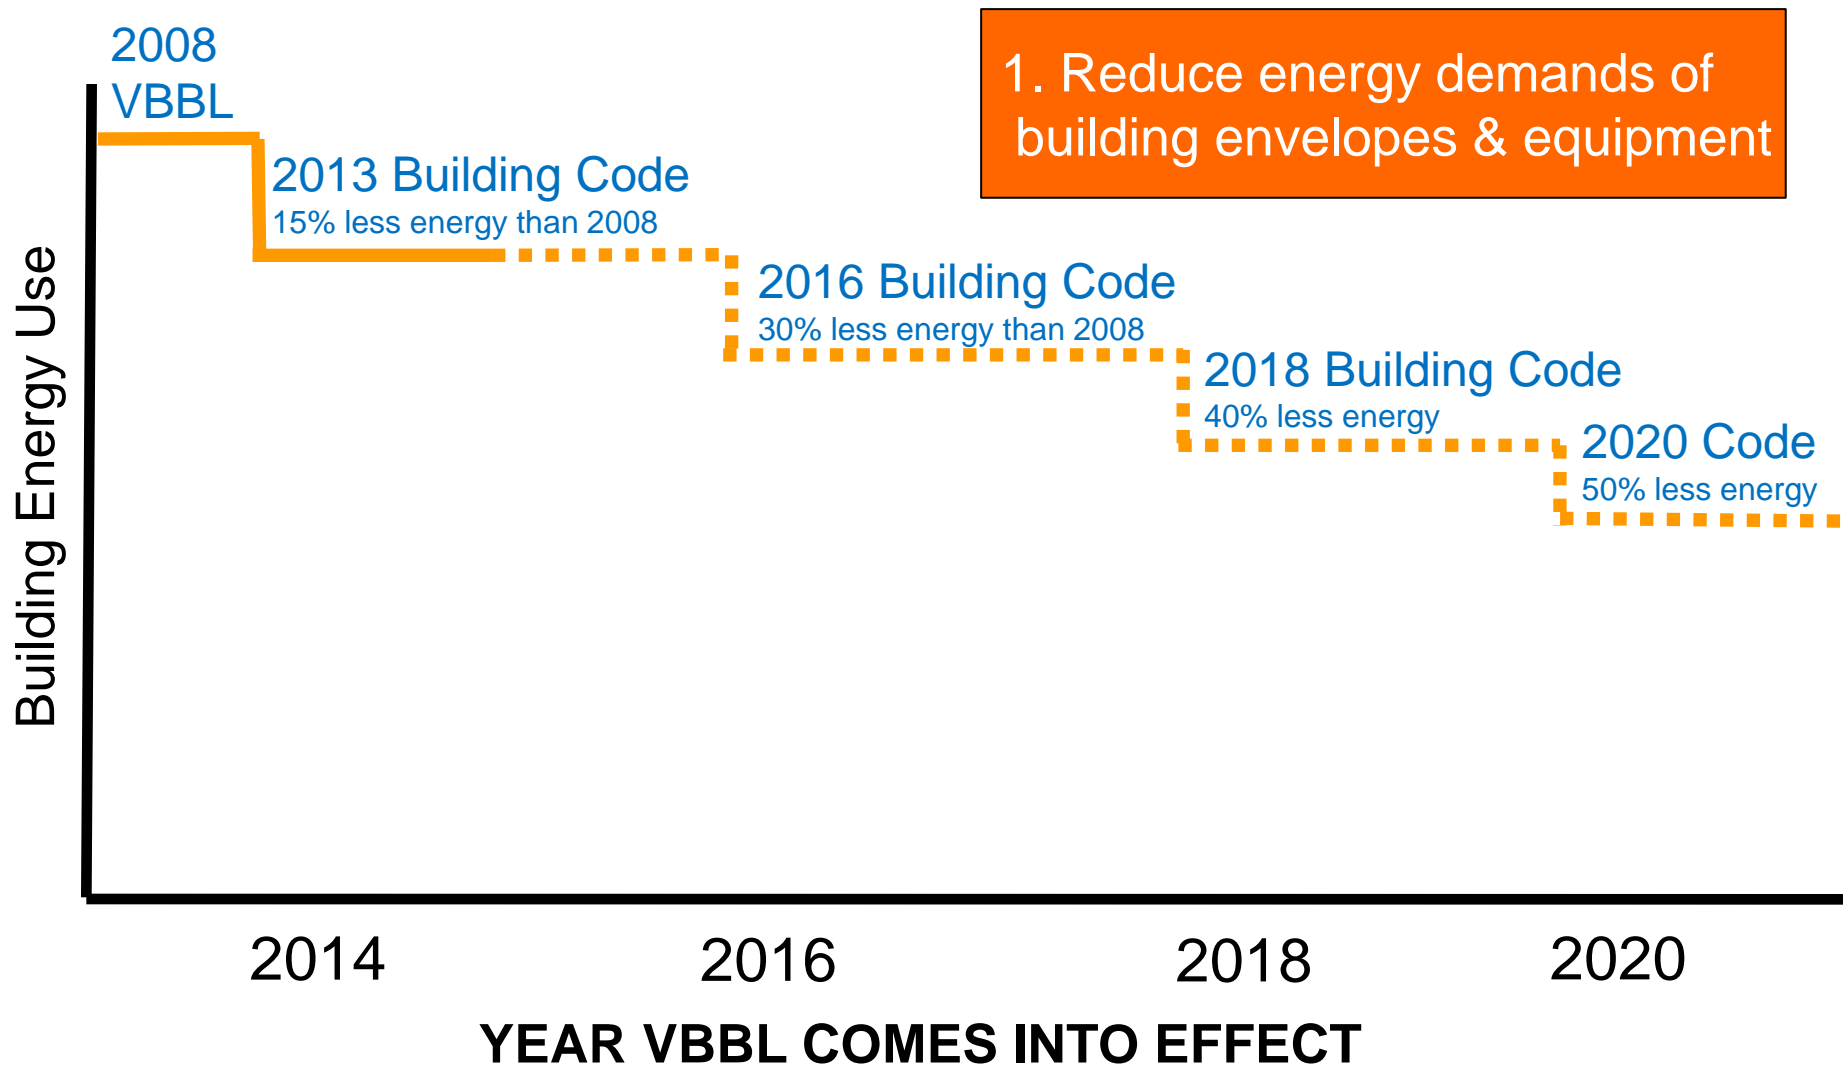 2008
VBBL
1. Reduce energy demands of
building envelopes & equipment
2013 Building Code
15% less energy than 2008
2016 Building Code
30% less energy than 2008
2018 Building Code
40% less energy
2020 Code
50% less energy
Building Energy Use
2014
2016
2018
2020
YEAR VBBL COMES INTO EFFECT